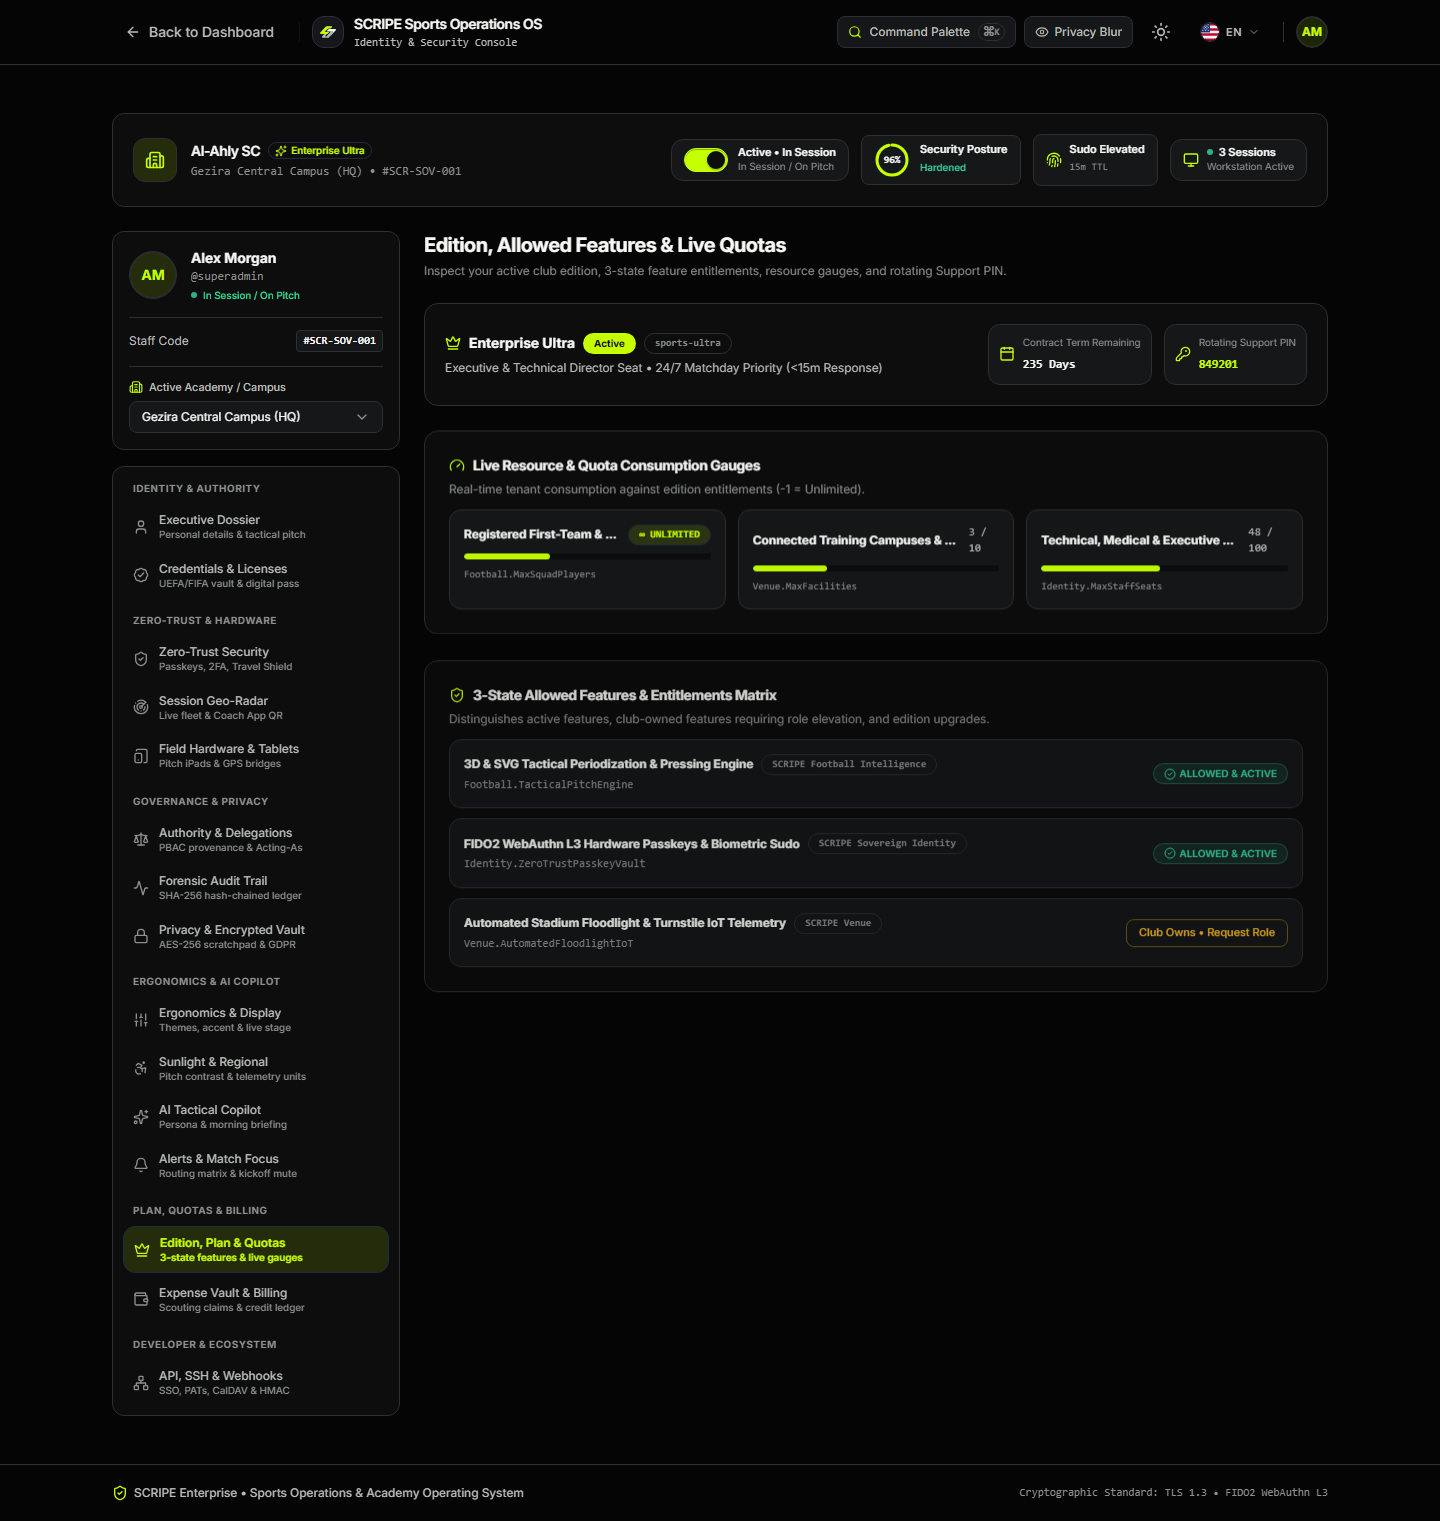 Back to Dashboard
SCRIPE Sports Operations OS
Identity & Security Console
Command Palette ⌘K
Privacy Blur
EN
AM
Al-Ahly SC
Enterprise Ultra
Gezira Central Campus (HQ) • #SCR-SOV-001
Active • In Session
In Session / On Pitch
96%
Security Posture
Hardened
Sudo Elevated
15m TTL
3 Sessions
Workstation Active
AM
Alex Morgan
@superadmin
In Session / On Pitch
Staff Code
#SCR-SOV-001
Active Academy / Campus
Gezira Central Campus (HQ)
IDENTITY & AUTHORITY
Executive Dossier
Personal details & tactical pitch
Credentials & Licenses
UEFA/FIFA vault & digital pass
ZERO-TRUST & HARDWARE
Zero-Trust Security
Passkeys, 2FA, Travel Shield
Session Geo-Radar
Live fleet & Coach App QR
Field Hardware & Tablets
Pitch iPads & GPS bridges
GOVERNANCE & PRIVACY
Authority & Delegations
PBAC provenance & Acting-As
Forensic Audit Trail
SHA-256 hash-chained ledger
Privacy & Encrypted Vault
AES-256 scratchpad & GDPR
ERGONOMICS & AI COPILOT
Ergonomics & Display
Themes, accent & live stage
Sunlight & Regional
Pitch contrast & telemetry units
AI Tactical Copilot
Persona & morning briefing
Alerts & Match Focus
Routing matrix & kickoff mute
PLAN, QUOTAS & BILLING
Edition, Plan & Quotas
3-state features & live gauges
Expense Vault & Billing
Scouting claims & credit ledger
DEVELOPER & ECOSYSTEM
API, SSH & Webhooks
SSO, PATs, CalDAV & HMAC
Edition, Allowed Features & Live Quotas
Inspect your active club edition, 3-state feature entitlements, resource gauges, and rotating Support PIN.
Enterprise Ultra
Active
sports-ultra
Executive & Technical Director Seat • 24/7 Matchday Priority (<15m Response)
Contract Term Remaining
235 Days
Rotating Support PIN
849201
Live Resource & Quota Consumption Gauges
Real-time tenant consumption against edition entitlements (-1 = Unlimited).
Registered First-Team & ...
∞ UNLIMITED
Football.MaxSquadPlayers
Connected Training Campuses & ...
3 /
10
Venue.MaxFacilities
Technical, Medical & Executive ...
48 /
100
Identity.MaxStaffSeats
3-State Allowed Features & Entitlements Matrix
Distinguishes active features, club-owned features requiring role elevation, and edition upgrades.
3D & SVG Tactical Periodization & Pressing Engine
SCRIPE Football Intelligence
Football.TacticalPitchEngine
ALLOWED & ACTIVE
FIDO2 WebAuthn L3 Hardware Passkeys & Biometric Sudo
SCRIPE Sovereign Identity
Identity.ZeroTrustPasskeyVault
ALLOWED & ACTIVE
Automated Stadium Floodlight & Turnstile IoT Telemetry
SCRIPE Venue
Venue.AutomatedFloodlightIoT
Club Owns • Request Role
SCRIPE Enterprise • Sports Operations & Academy Operating System
Cryptographic Standard: TLS 1.3 • FIDO2 WebAuthn L3